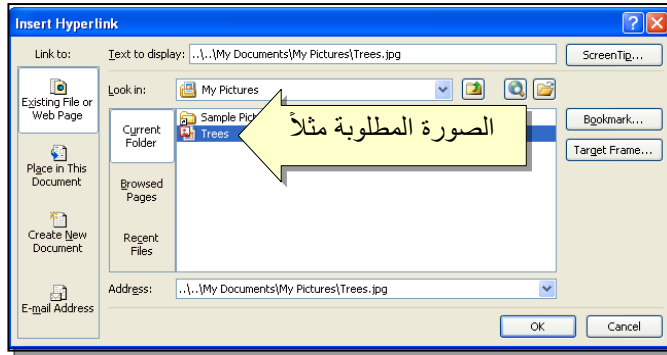 Insert Hyperlink
Link to:
Text to display: ..\..\My Documents\My Pictures\Trees.jpg
ScreenTip...
Existing File or
Web Page
Look in: My Pictures
Current
Folder
Sample Pic
Trees
الصورة المطلوبة مثلاً
Bookmark...
Target Frame...
Place in This
Document
Browsed
Pages
Create New
Document
Recent
Files
E-mail Address
Address: ..\..\My Documents\My Pictures\Trees.jpg
OK
Cancel